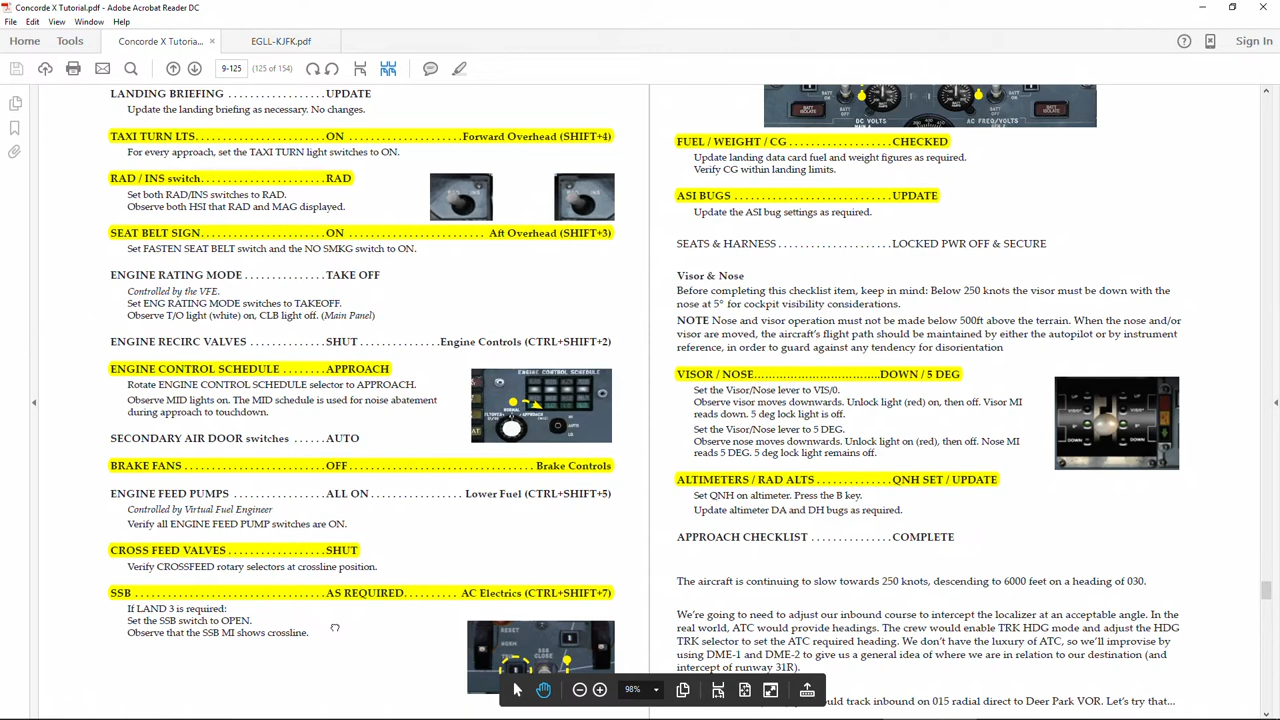 Concorde X Tutorial.pdf - Adobe Acrobat Reader DC
File Edit View Window Help
Home Tools Concorde X Tutoria... × EGLL-KJFK.pdf Sign In
9-125 (125 of 154)
LANDING BRIEFING . . . . . . . . . . . . . . . . . UPDATE
Update the landing briefing as necessary. No changes.
TAXI TURN LTS. . . . . . . . . . . . . . . . . . . . . . ON . . . . . . . . . . . . . . . . . . . . . . Forward Overhead (SHIFT+4)
For every approach, set the TAXI TURN light switches to ON.
RAD / INS switch. . . . . . . . . . . . . . . . . . . . . RAD
Set both RAD/INS switches to RAD.
Observe both HSI that RAD and MAG displayed.
SEAT BELT SIGN. . . . . . . . . . . . . . . . . . . . . ON . . . . . . . . . . . . . . . . . . . . . . . . . . Aft Overhead (SHIFT+3)
Set FASTEN SEAT BELT switch and the NO SMKG switch to ON.
ENGINE RATING MODE . . . . . . . . . . . . . TAKE OFF
Controlled by the VFE.
Set ENG RATING MODE switches to TAKEOFF.
Observe T/O light (white) on, CLB light off. (Main Panel)
ENGINE RECIRC VALVES . . . . . . . . . . . . SHUT . . . . . . . . . . . . . . . . Engine Controls (CTRL+SHIFT+2)
ENGINE CONTROL SCHEDULE . . . . . . . . APPROACH
Rotate ENGINE CONTROL SCHEDULE selector to APPROACH.
Observe MID lights on. The MID schedule is used for noise abatement
during approach to touchdown.
ENGINE CONTROL SCHEDULE
NORMAL
APPROACH
SECONDARY AIR DOOR switches . . . . . . AUTO
BRAKE FANS . . . . . . . . . . . . . . . . . . . . . . . OFF . . . . . . . . . . . . . . . . . . . . . . . . . . . . . . . . . . Brake Controls
ENGINE FEED PUMPS . . . . . . . . . . . . . . . ALL ON . . . . . . . . . . . . . . . Lower Fuel (CTRL+SHIFT+5)
Controlled by Virtual Fuel Engineer
Verify all ENGINE FEED PUMP switches are ON.
CROSS FEED VALVES . . . . . . . . . . . . . . . . SHUT
Verify CROSSFEED rotary selectors at crossline position.
SSB . . . . . . . . . . . . . . . . . . . . . . . . . . . . . . . . AS REQUIRED. . . . . . . . . AC Electrics (CTRL+SHIFT+7)
If LAND 3 is required:
Set the SSB switch to OPEN.
Observe that the SSB MI shows crossline.
RESET
NORM
SSB
CLOSE
BATT
ISOLATE
DC VOLTS
AC FREQ/VOLTS
BATT
ISOLATE
FUEL / WEIGHT / CG . . . . . . . . . . . . . . . . . CHECKED
Update landing data card fuel and weight figures as required.
Verify CG within landing limits.
ASI BUGS . . . . . . . . . . . . . . . . . . . . . . . . . . . UPDATE
Update the ASI bug settings as required.
SEATS & HARNESS . . . . . . . . . . . . . . . . . . . LOCKED PWR OFF & SECURE
Visor & Nose
Before completing this checklist item, keep in mind: Below 250 knots the visor must be down with the
nose at 5° for cockpit visibility considerations.
NOTE Nose and visor operation must not be made below 500ft above the terrain. When the nose and/or
visor are moved, the aircraft's flight path should be maintained by either the autopilot or by instrument
reference, in order to guard against any tendency for disorientation
VISOR / NOSE……………………………..DOWN / 5 DEG
Set the Visor/Nose lever to VIS/0.
Observe visor moves downwards. Unlock light (red) on, then off. Visor MI
reads down. 5 deg lock light is off.
Set the Visor/Nose lever to 5 DEG.
Observe nose moves downwards. Unlock light on (red), then off. Nose MI
reads 5 DEG. 5 deg lock light remains off.
UP
5°
DOWN
UP
5°
DOWN
ALTIMETERS / RAD ALTS . . . . . . . . . . . . . QNH SET / UPDATE
Set QNH on altimeter. Press the B key.
Update altimeter DA and DH bugs as required.
APPROACH CHECKLIST . . . . . . . . . . . . . . COMPLETE
The aircraft is continuing to slow towards 250 knots, descending to 6000 feet on a heading of 030.
We're going to need to adjust our inbound course to intercept the localizer at an acceptable angle. In the
real world, ATC would provide headings. The crew would enable TRK HDG mode and adjust the HDG
TRK selector to set the ATC required heading. We don't have the luxury of ATC, so we'll improvise by
using DME-1 and DME-2 to give us a general idea of where we are in relation to our destination (and
intercept of runway 31R).
ould track inbound on 015 radial direct to Deer Park VOR. Let's try that...
98%